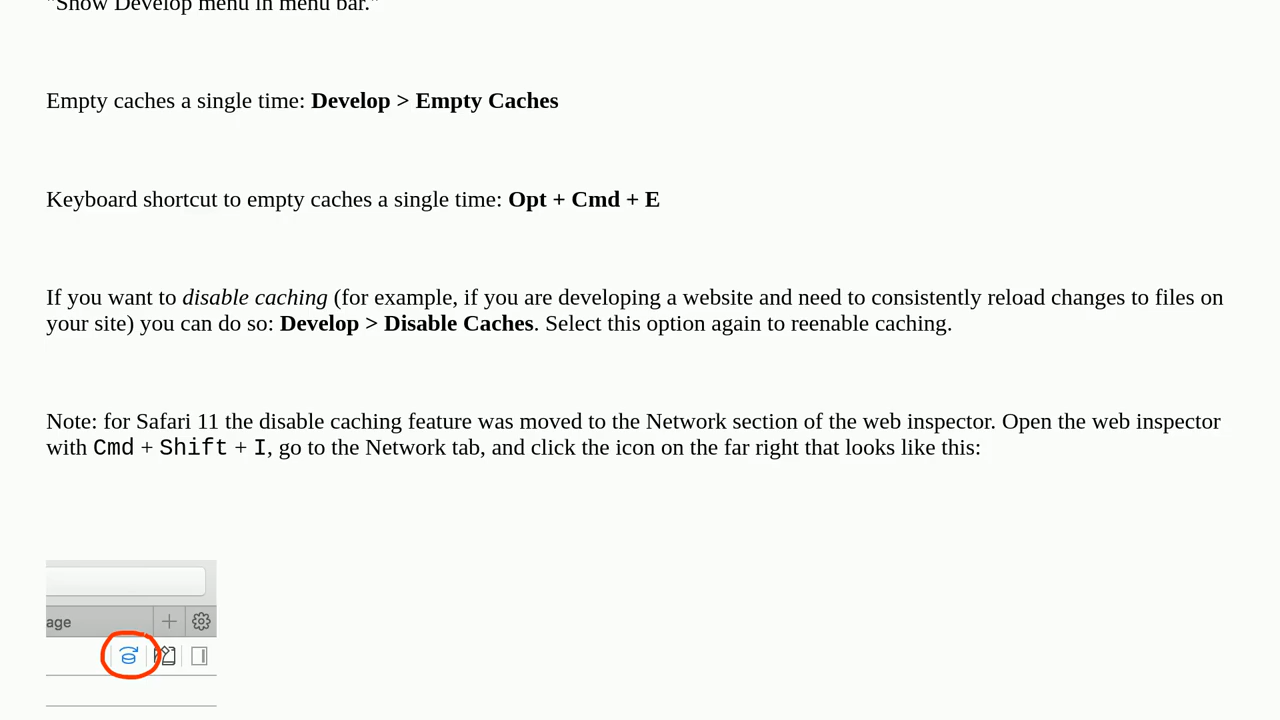 "Show Develop menu in menu bar."
Empty caches a single time: Develop > Empty Caches
Keyboard shortcut to empty caches a single time: Opt + Cmd + E
If you want to disable caching (for example, if you are developing a website and need to consistently reload changes to files on
your site) you can do so: Develop > Disable Caches. Select this option again to reenable caching.
Note: for Safari 11 the disable caching feature was moved to the Network section of the web inspector. Open the web inspector
with Cmd + Shift + I, go to the Network tab, and click the icon on the far right that looks like this:
age